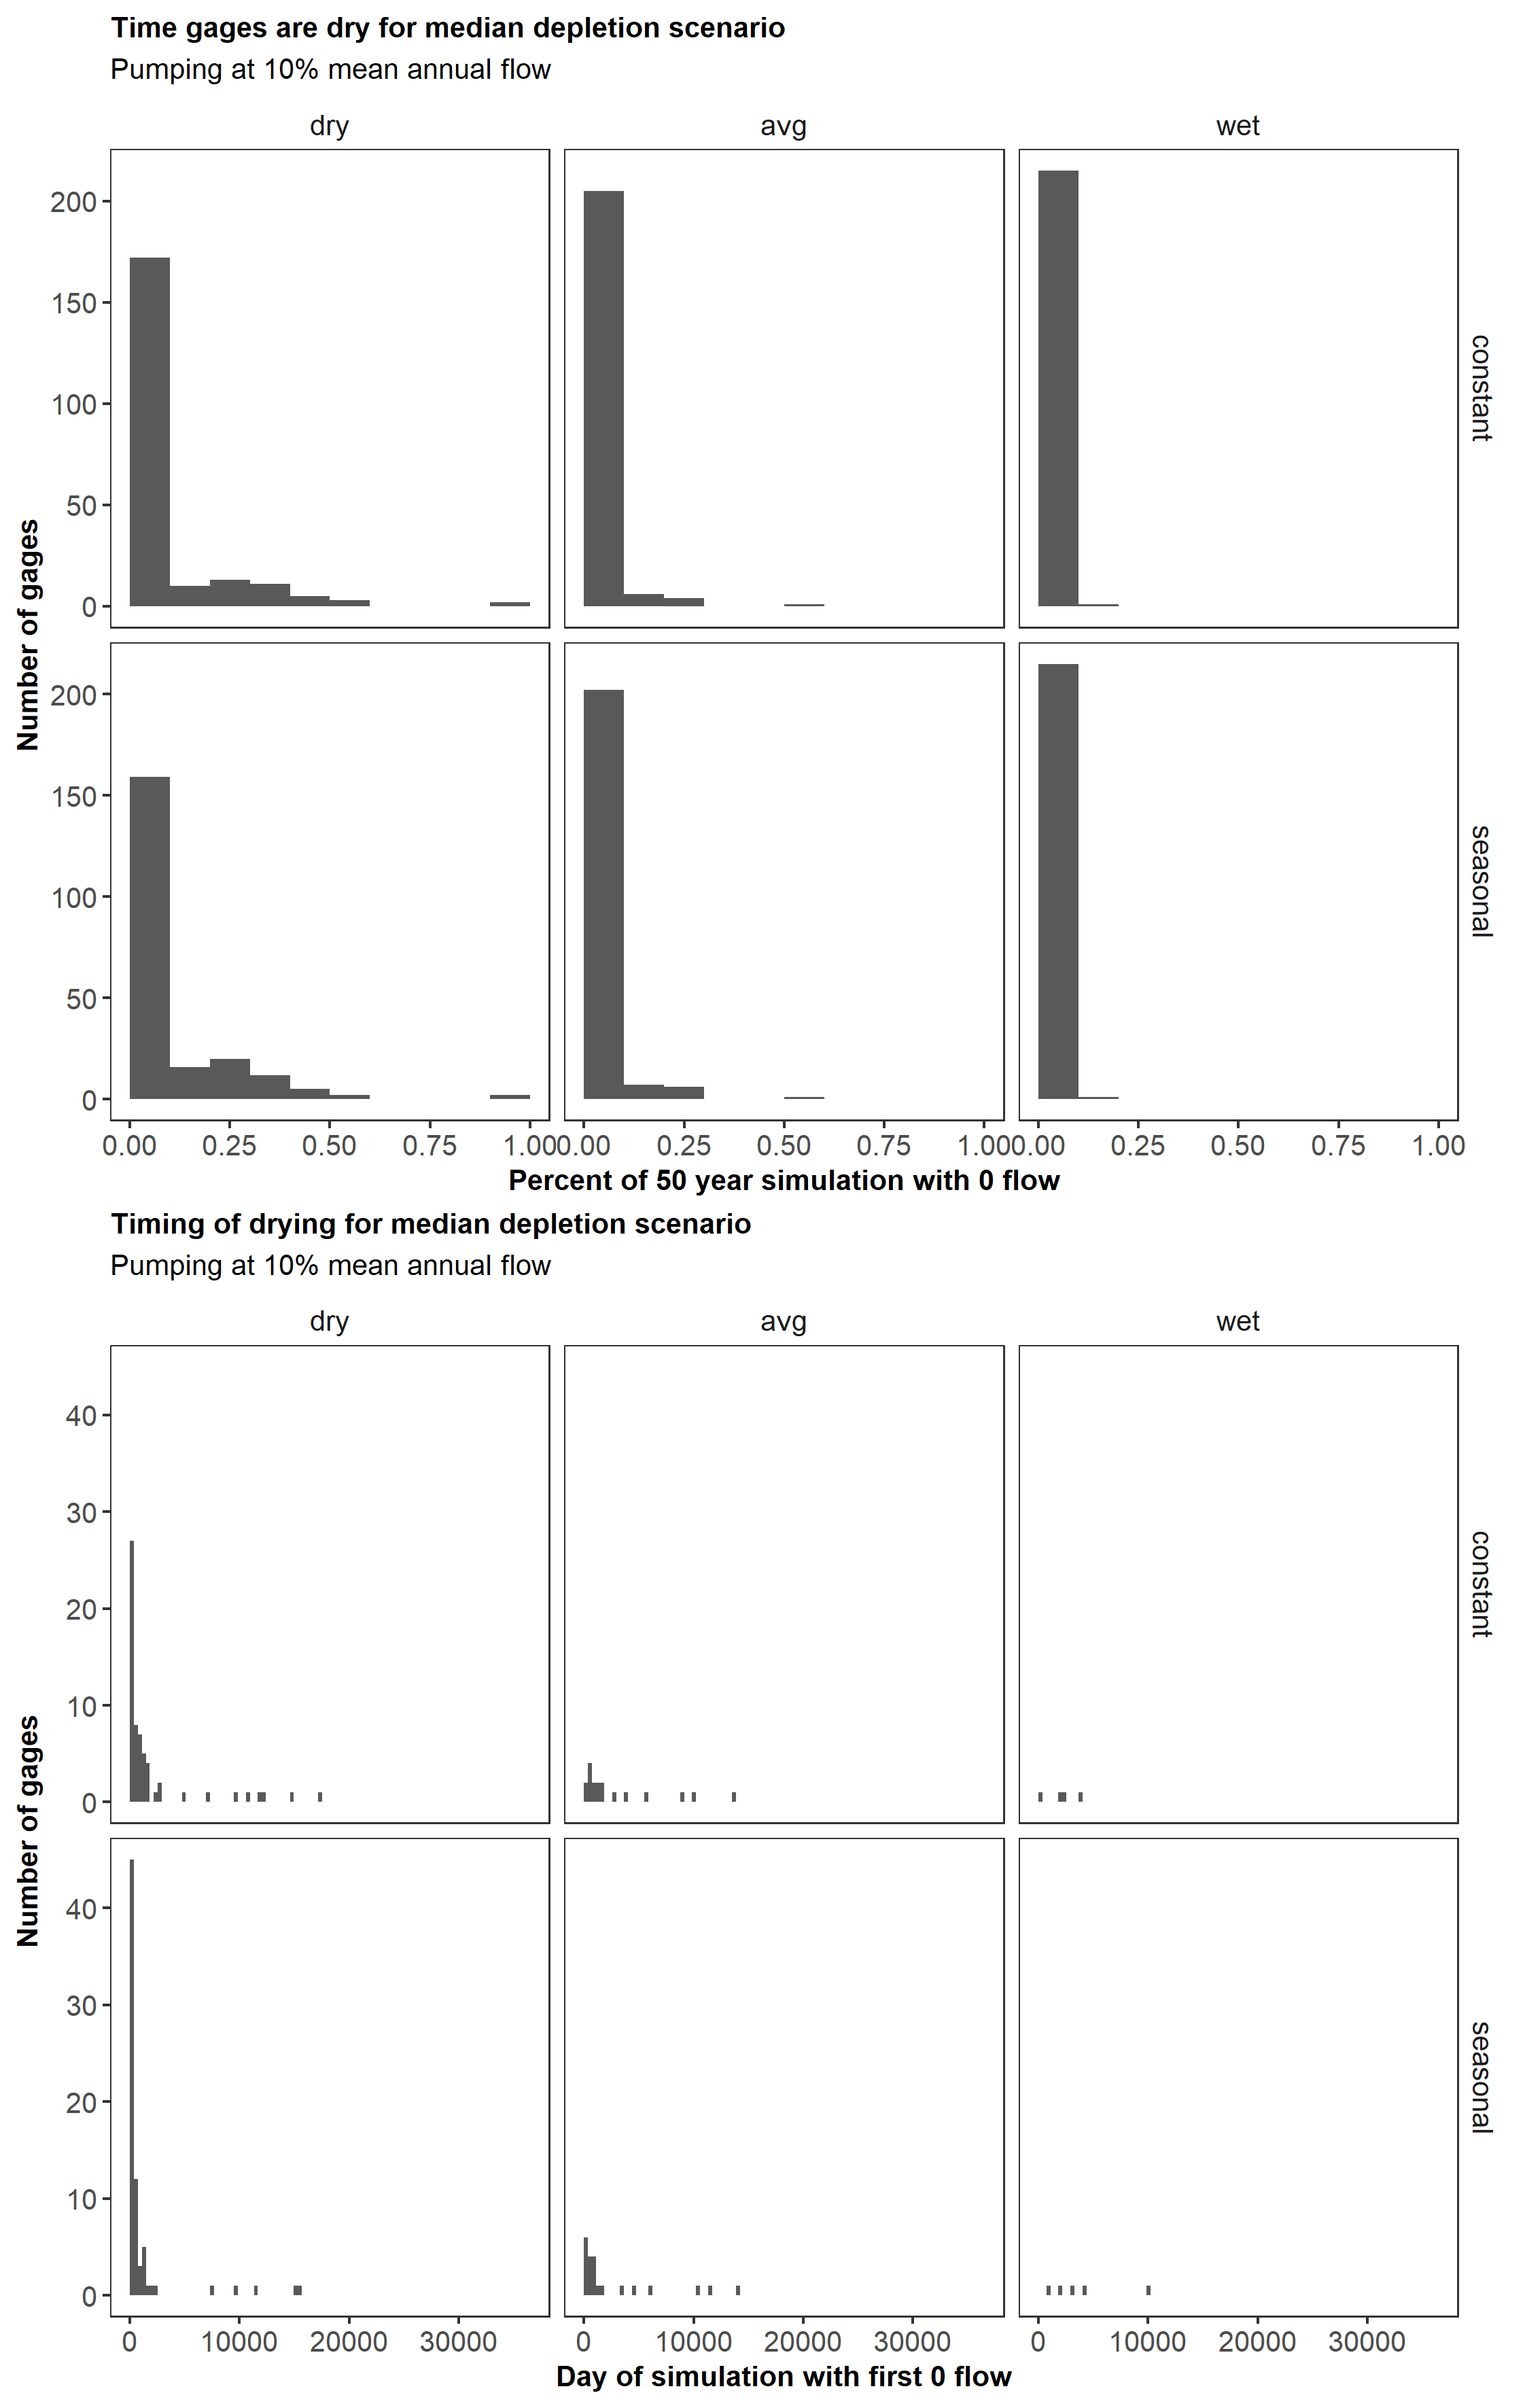 Time gages are dry for median depletion scenario
Pumping at 10% mean annual flow
dry avg wet
200
150
100
50
0
constant
200
150
100
50
0
seasonal
Number of gages
0.00 0.25 0.50 0.75 1.00 0.00 0.25 0.50 0.75 1.00 0.00 0.25 0.50 0.75 1.00
Percent of 50 year simulation with 0 flow
Timing of drying for median depletion scenario
Pumping at 10% mean annual flow
dry avg wet
40
30
20
10
0
constant
40
30
20
10
0
seasonal
Number of gages
0 10000 20000 30000 0 10000 20000 30000 0 10000 20000 30000
Day of simulation with first 0 flow